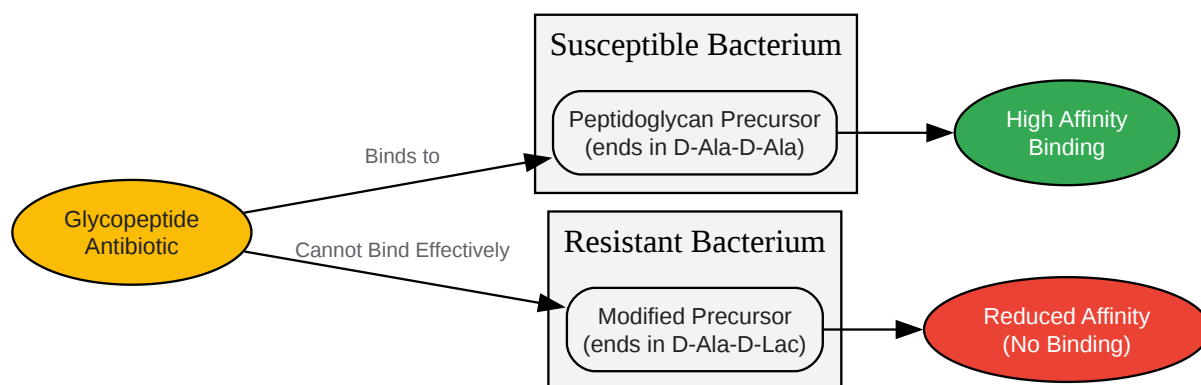 Susceptible Bacterium
Peptidoglycan Precursor
(ends in D-Ala-D-Ala)
High Affinity
Binding
Binds to
Glycopeptide
Antibiotic
Cannot Bind Effectively
Resistant Bacterium
Modified Precursor
(ends in D-Ala-D-Lac)
Reduced Affinity
(No Binding)